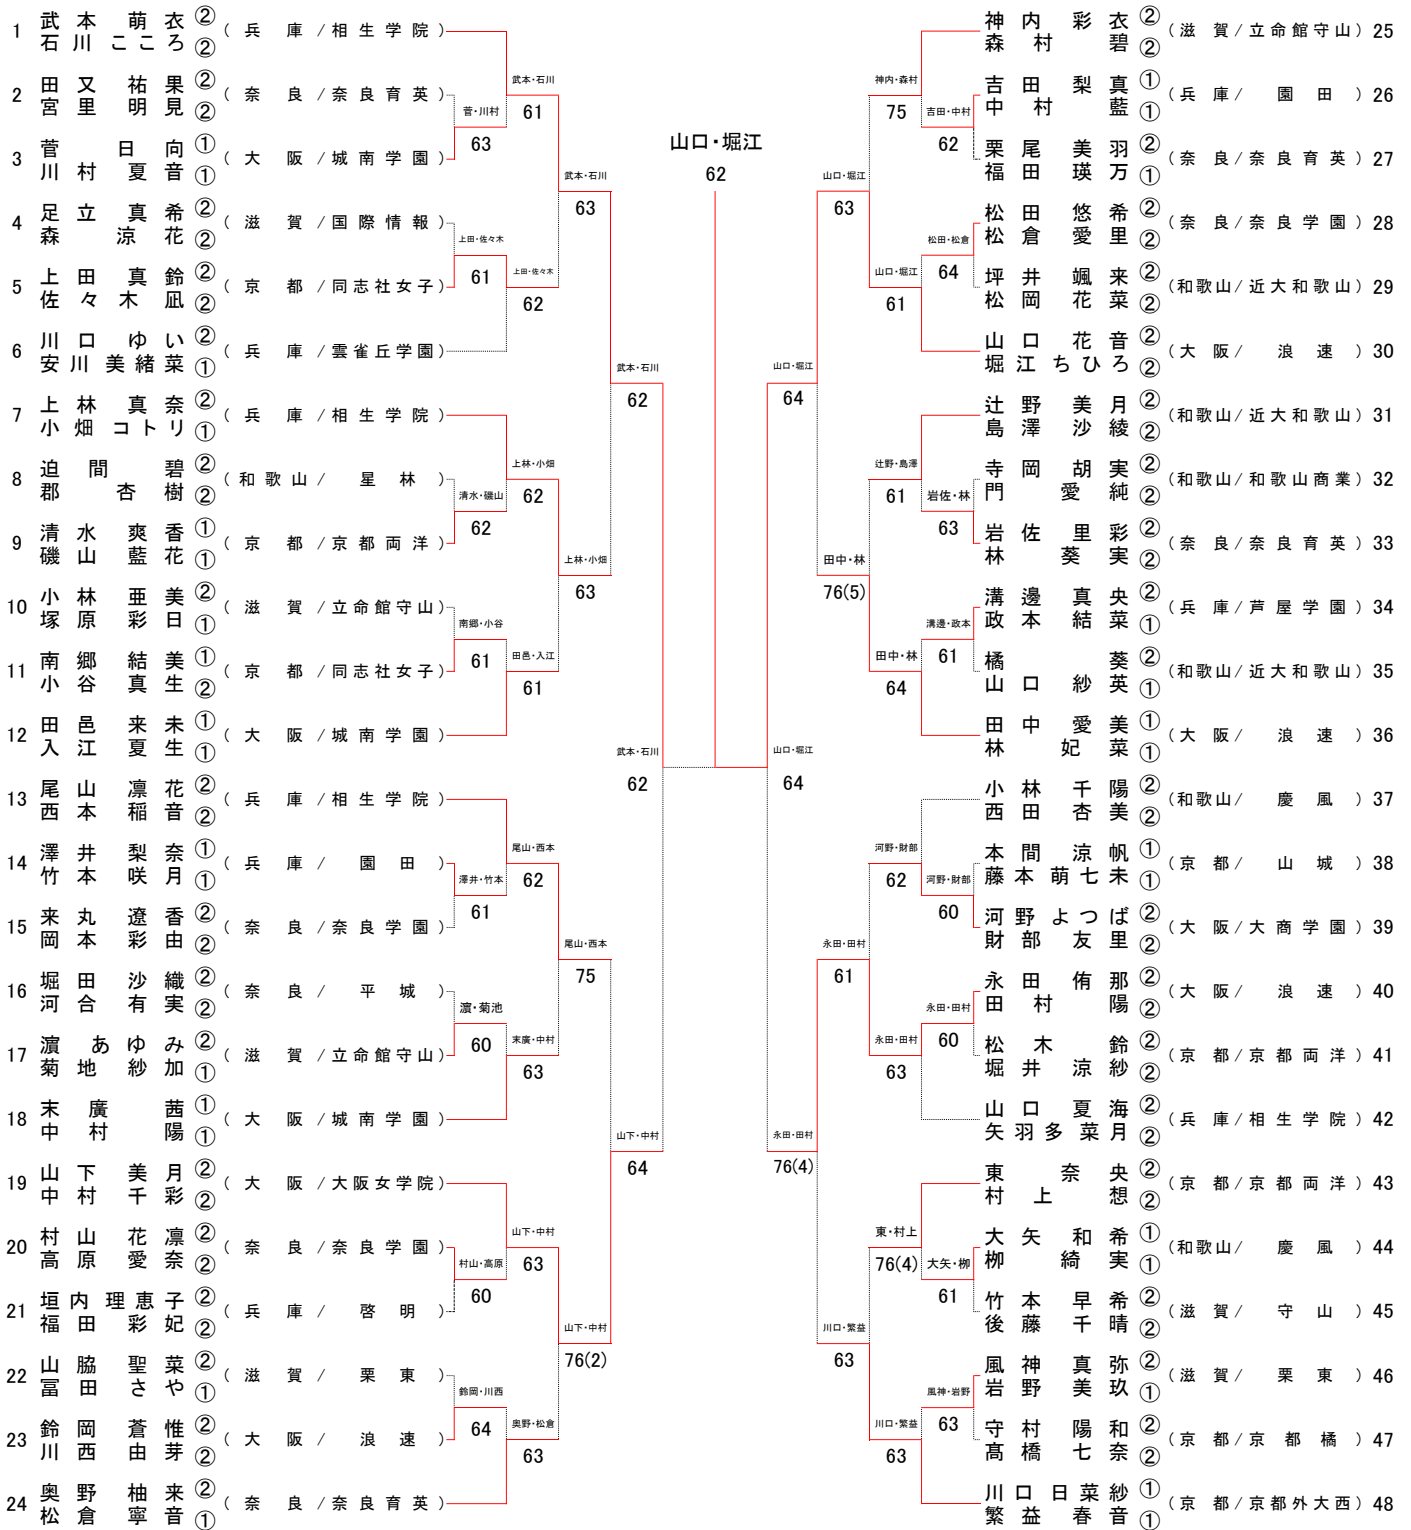 1 武本 萌衣 ② 石川 こころ ② (兵庫/相生学院)
2 田又 祐果 ② 宮里 明見 ② (奈良/奈良育英)
3 菅 日向 ① 川村 夏音 ① (大阪/城南学園)
4 足立 真希 ② 森 涼花 ② (滋賀/国際情報)
5 上田 真鈴 ② 佐々木 凪 ② (京都/同志社女子)
6 川口 ゆい ② 安川 美緒菜 ① (兵庫/雲雀丘学園)
7 上林 真奈 ② 小畑 コトリ ① (兵庫/相生学院)
8 迫間 碧 ② 郡 杏樹 ② (和歌山/星林)
9 清水 爽香 ① 磯山 藍花 ① (京都/京都両洋)
10 小林 亜美 ② 塚原 彩日 ① (滋賀/立命館守山)
11 南郷 結美 ① 小谷 真生 ② (京都/同志社女子)
12 田邑 来未 ① 入江 夏生 ① (大阪/城南学園)
13 尾山 凛花 ② 西本 稲音 ② (兵庫/相生学院)
14 澤井 梨奈 ① 竹本 咲月 ① (兵庫/園田)
15 来丸 遼香 ② 岡本 彩由 ② (奈良/奈良学園)
16 堀田 沙織 ② 河合 有実 ② (奈良/平城)
17 濵 あゆみ ② 菊地 紗加 ① (滋賀/立命館守山)
18 末廣 茜 ① 中村 陽 ① (大阪/城南学園)
19 山下 美月 ② 中村 千彩 ② (大阪/大阪女学院)
20 村山 花凛 ② 高原 愛奈 ② (奈良/奈良学園)
21 垣内 理恵子 ② 福田 彩妃 ② (兵庫/啓明)
22 山脇 聖菜 ② 冨田 さや ① (滋賀/栗東)
23 鈴岡 蒼惟 ② 川西 由芽 ② (大阪/浪速)
24 奥野 柚来 ② 松倉 寧音 ① (奈良/奈良育英)
菅・川村 63
上田・佐々木 61
清水・磯山 62
南郷・小谷 61
澤井・竹本 61
濵・菊池 60
村山・高原 60
鈴岡・川西 64
武本・石川 61
上田・佐々木 62
上林・小畑 62
田邑・入江 61
尾山・西本 62
末廣・中村 63
山下・中村 63
奥野・松倉 63
武本・石川 63
上林・小畑 63
尾山・西本 75
山下・中村 76(2)
武本・石川 62
山下・中村 64
武本・石川 62
山口・堀江
62
山口・堀江 64
山口・堀江 64
永田・田村 76(4)
山口・堀江 63
田中・林 76(5)
永田・田村 61
川口・繁益 63
神内・森村 75
山口・堀江 61
辻野・島澤 61
田中・林 64
河野・財部 62
永田・田村 63
東・村上 76(4)
川口・繁益 63
吉田・中村 62
松田・松倉 64
岩佐・林 63
溝邊・政本 61
河野・財部 60
永田・田村 60
大矢・栁 61
風神・岩野 63
神内 彩衣 ② 森村 碧 ② (滋賀/立命館守山) 25
吉田 梨真 ① 中村 藍 ① (兵庫/園田) 26
栗尾 美羽 ② 福田 瑛万 ① (奈良/奈良育英) 27
松田 悠希 ② 松倉 愛里 ② (奈良/奈良学園) 28
坪井 颯来 ② 松岡 花菜 ② (和歌山/近大和歌山) 29
山口 花音 ② 堀江 ちひろ ② (大阪/浪速) 30
辻野 美月 ② 島澤 沙綾 ② (和歌山/近大和歌山) 31
寺岡 胡実 ② 門 愛純 ② (和歌山/和歌山商業) 32
岩佐 里彩 ② 林 葵実 ② (奈良/奈良育英) 33
溝邊 真央 ② 政本 結菜 ① (兵庫/芦屋学園) 34
橘 葵 ② 山口 紗英 ① (和歌山/近大和歌山) 35
田中 愛美 ① 林 妃菜 ① (大阪/浪速) 36
小林 千陽 ② 西田 杏美 ② (和歌山/慶風) 37
本間 涼帆 ① 藤本 萌七未 ① (京都/山城) 38
河野 よつば ② 財部 友里 ② (大阪/大商学園) 39
永田 侑那 ② 田村 陽 ② (大阪/浪速) 40
松木 鈴 ② 堀井 涼紗 ② (京都/京都両洋) 41
山口 夏海 ② 矢羽多 菜月 ② (兵庫/相生学院) 42
東 奈央 ② 村上 想 ② (京都/京都両洋) 43
大矢 和希 ① 栁 綺実 ① (和歌山/慶風) 44
竹本 早希 ② 後藤 千晴 ② (滋賀/守山) 45
風神 真弥 ② 岩野 美玖 ① (滋賀/栗東) 46
守村 陽和 ② 髙橋 七奈 ② (京都/京都橘) 47
川口 日菜紗 ① 繁益 春音 ① (京都/京都外大西) 48